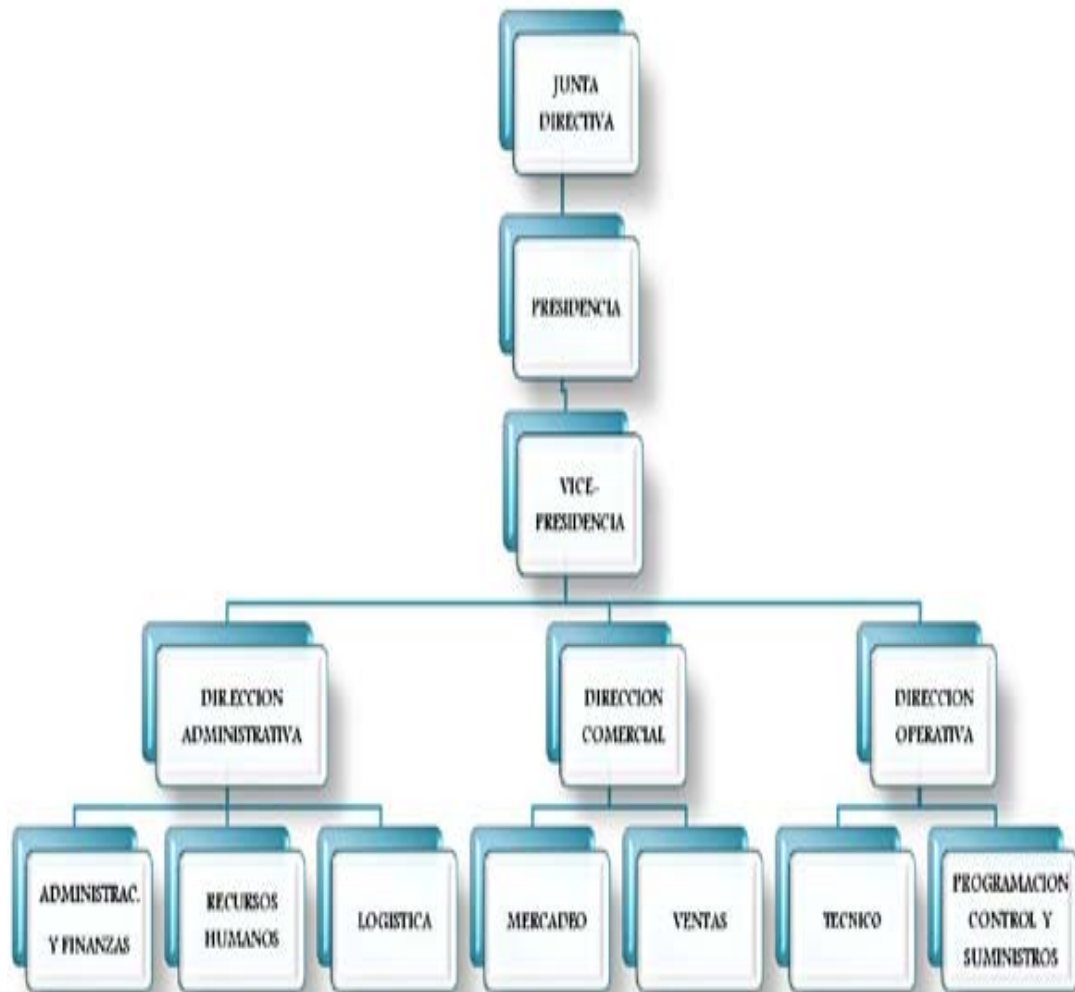 JUNTA
DIRECTIVA
PRESIDENCIA
VICE-
PRESIDENCIA
DIRECCION
ADMINISTRATIVA
DIRECCION
COMERCIAL
DIRECCION
OPERATIVA
ADMINISTRAC.
Y FINANZAS
RECURSOS
HUMANOS
LOGISTICA
MERCADEO
VENTAS
TECNICO
PROGRAMACION
CONTROL Y
SUMINISTROS